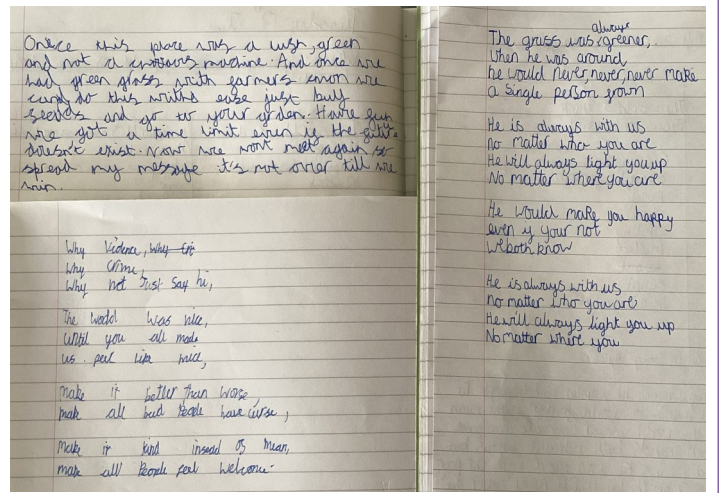 Once this place was a lush, green
and not a machine. And once we
had green grass with farmers know we
can do this with ease just buy
seeds and go to your garden. Have fun
we got a time limit even if the
doesn't exist. Now we wont meet again so
spread my message it's not over till we
win.
Why Violence,
Why crime,
Why not Just Say hi,
The world was nice,
Until you all made
us feel like mice,
Make it better than worse,
make all bad People have curse,
Make it kind insead of mean,
make all People feel Welcome.
always
The grass was greener,
When he was around
he would never, never, never make
a single person frown
He is always with us
no matter who you are
He will always light you up
No matter where you are
He would make you happy
even if your not
We both know
He is always with us
no matter who you are
He will always light you up
No matter where you